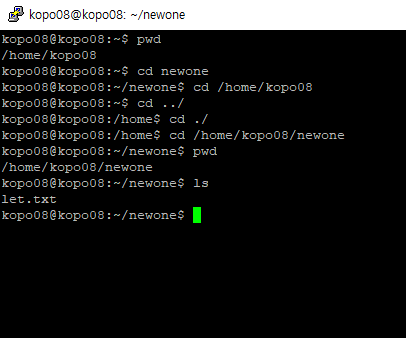 kopo08@kopo08: ~/newone
kopo08@kopo08:~$ pwd
/home/kopo08
kopo08@kopo08:~$ cd newone
kopo08@kopo08:~/newone$ cd /home/kopo08
kopo08@kopo08:~$ cd ../
kopo08@kopo08:/home$ cd ./
kopo08@kopo08:/home$ cd /home/kopo08/newone
kopo08@kopo08:~/newone$ pwd
/home/kopo08/newone
kopo08@kopo08:~/newone$ ls
let.txt
kopo08@kopo08:~/newone$